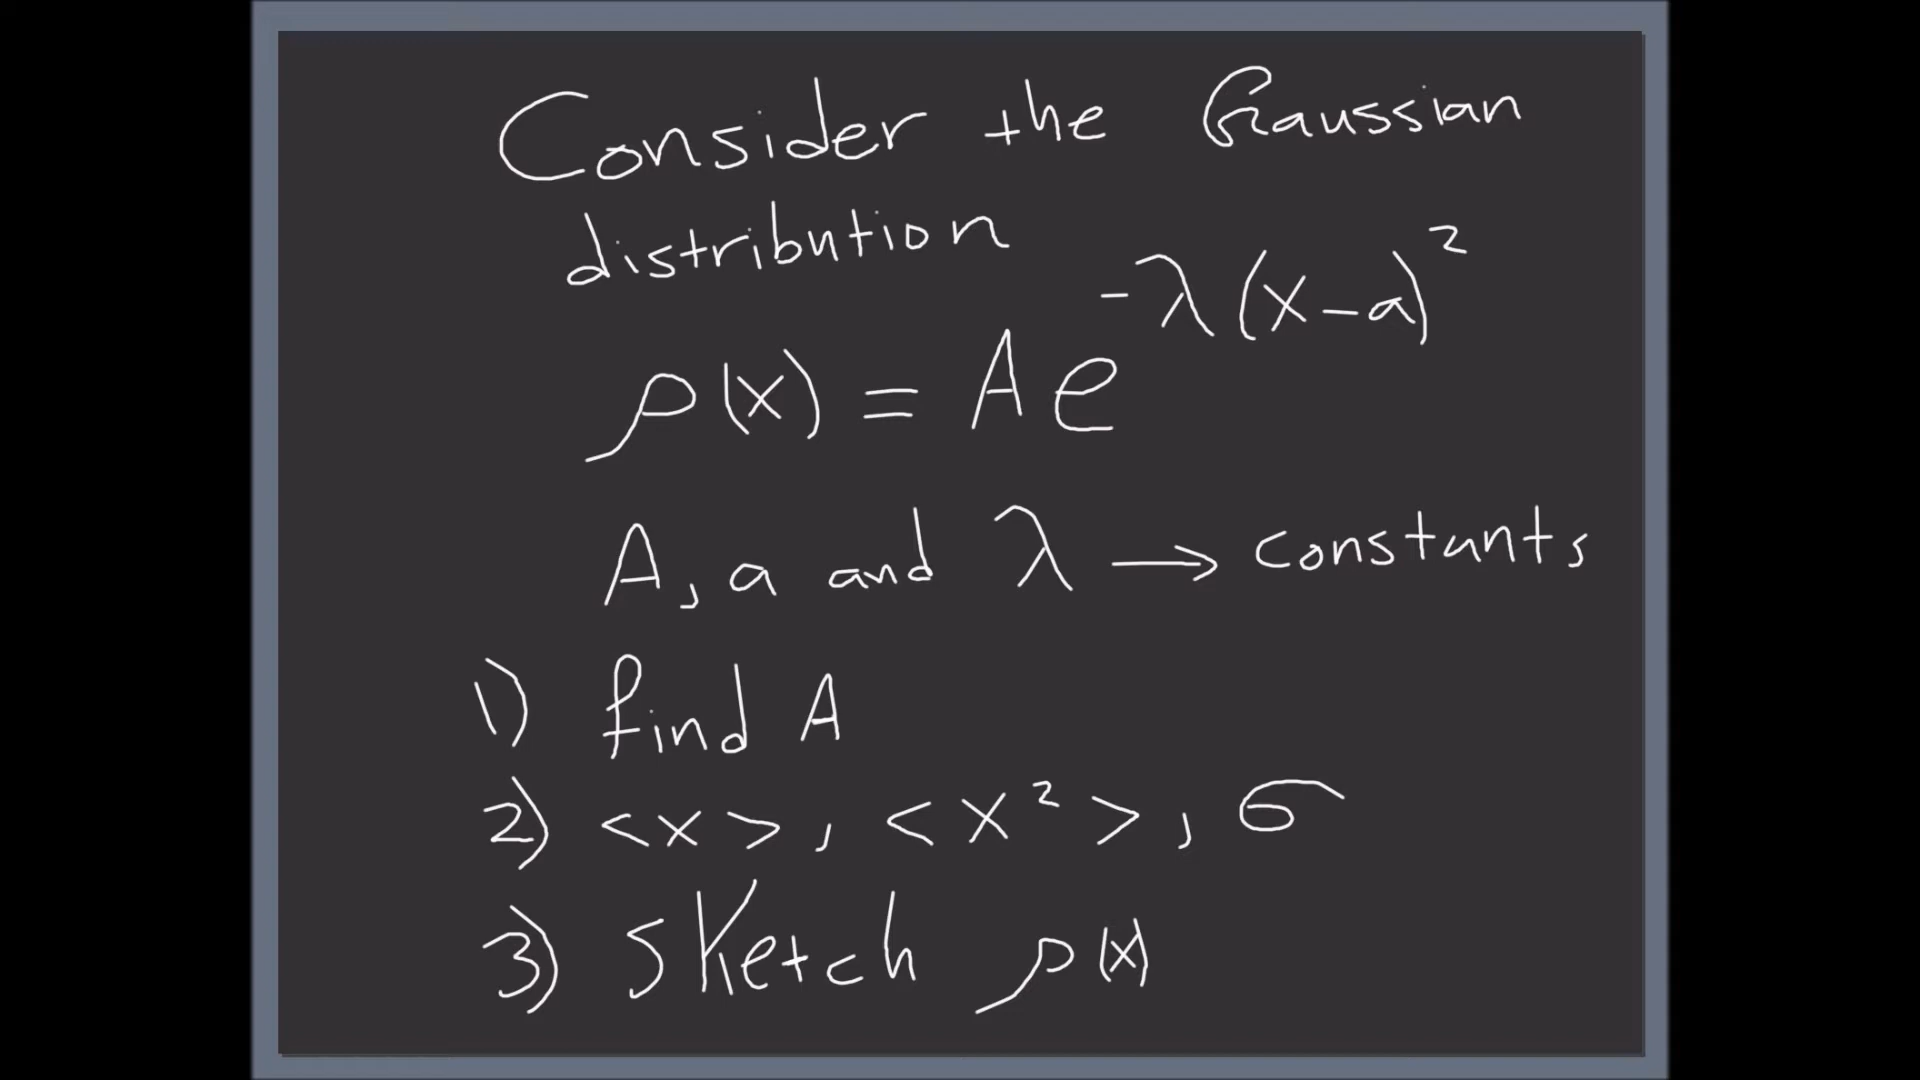 Consider the Gaussian
distribution
ρ(x) = Ae^{-λ(x-a)²}
A, a and λ → constants
1) find A
2) <x>, <x²>, σ
3) Sketch ρ(x)